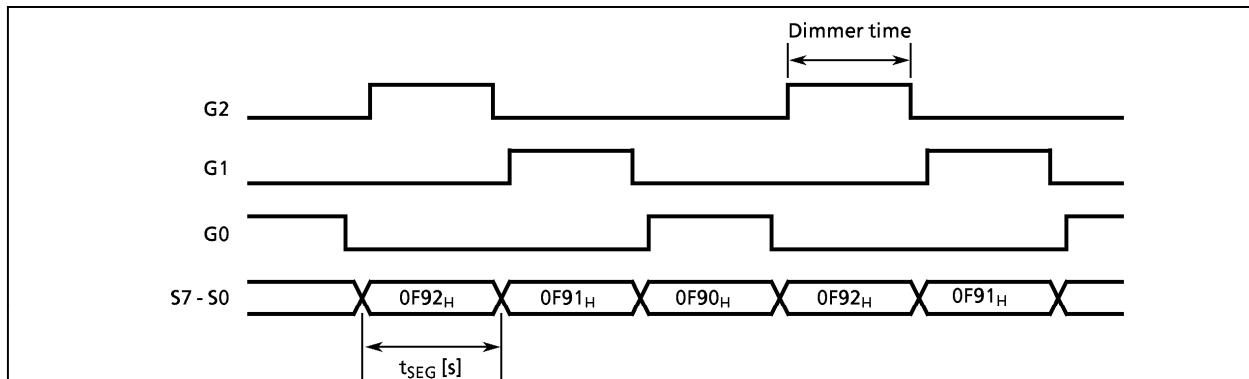 Dimmer time
G2
G1
G0
S7 - S0 0F92H 0F91H 0F90H 0F92H 0F91H
tSEG [s]